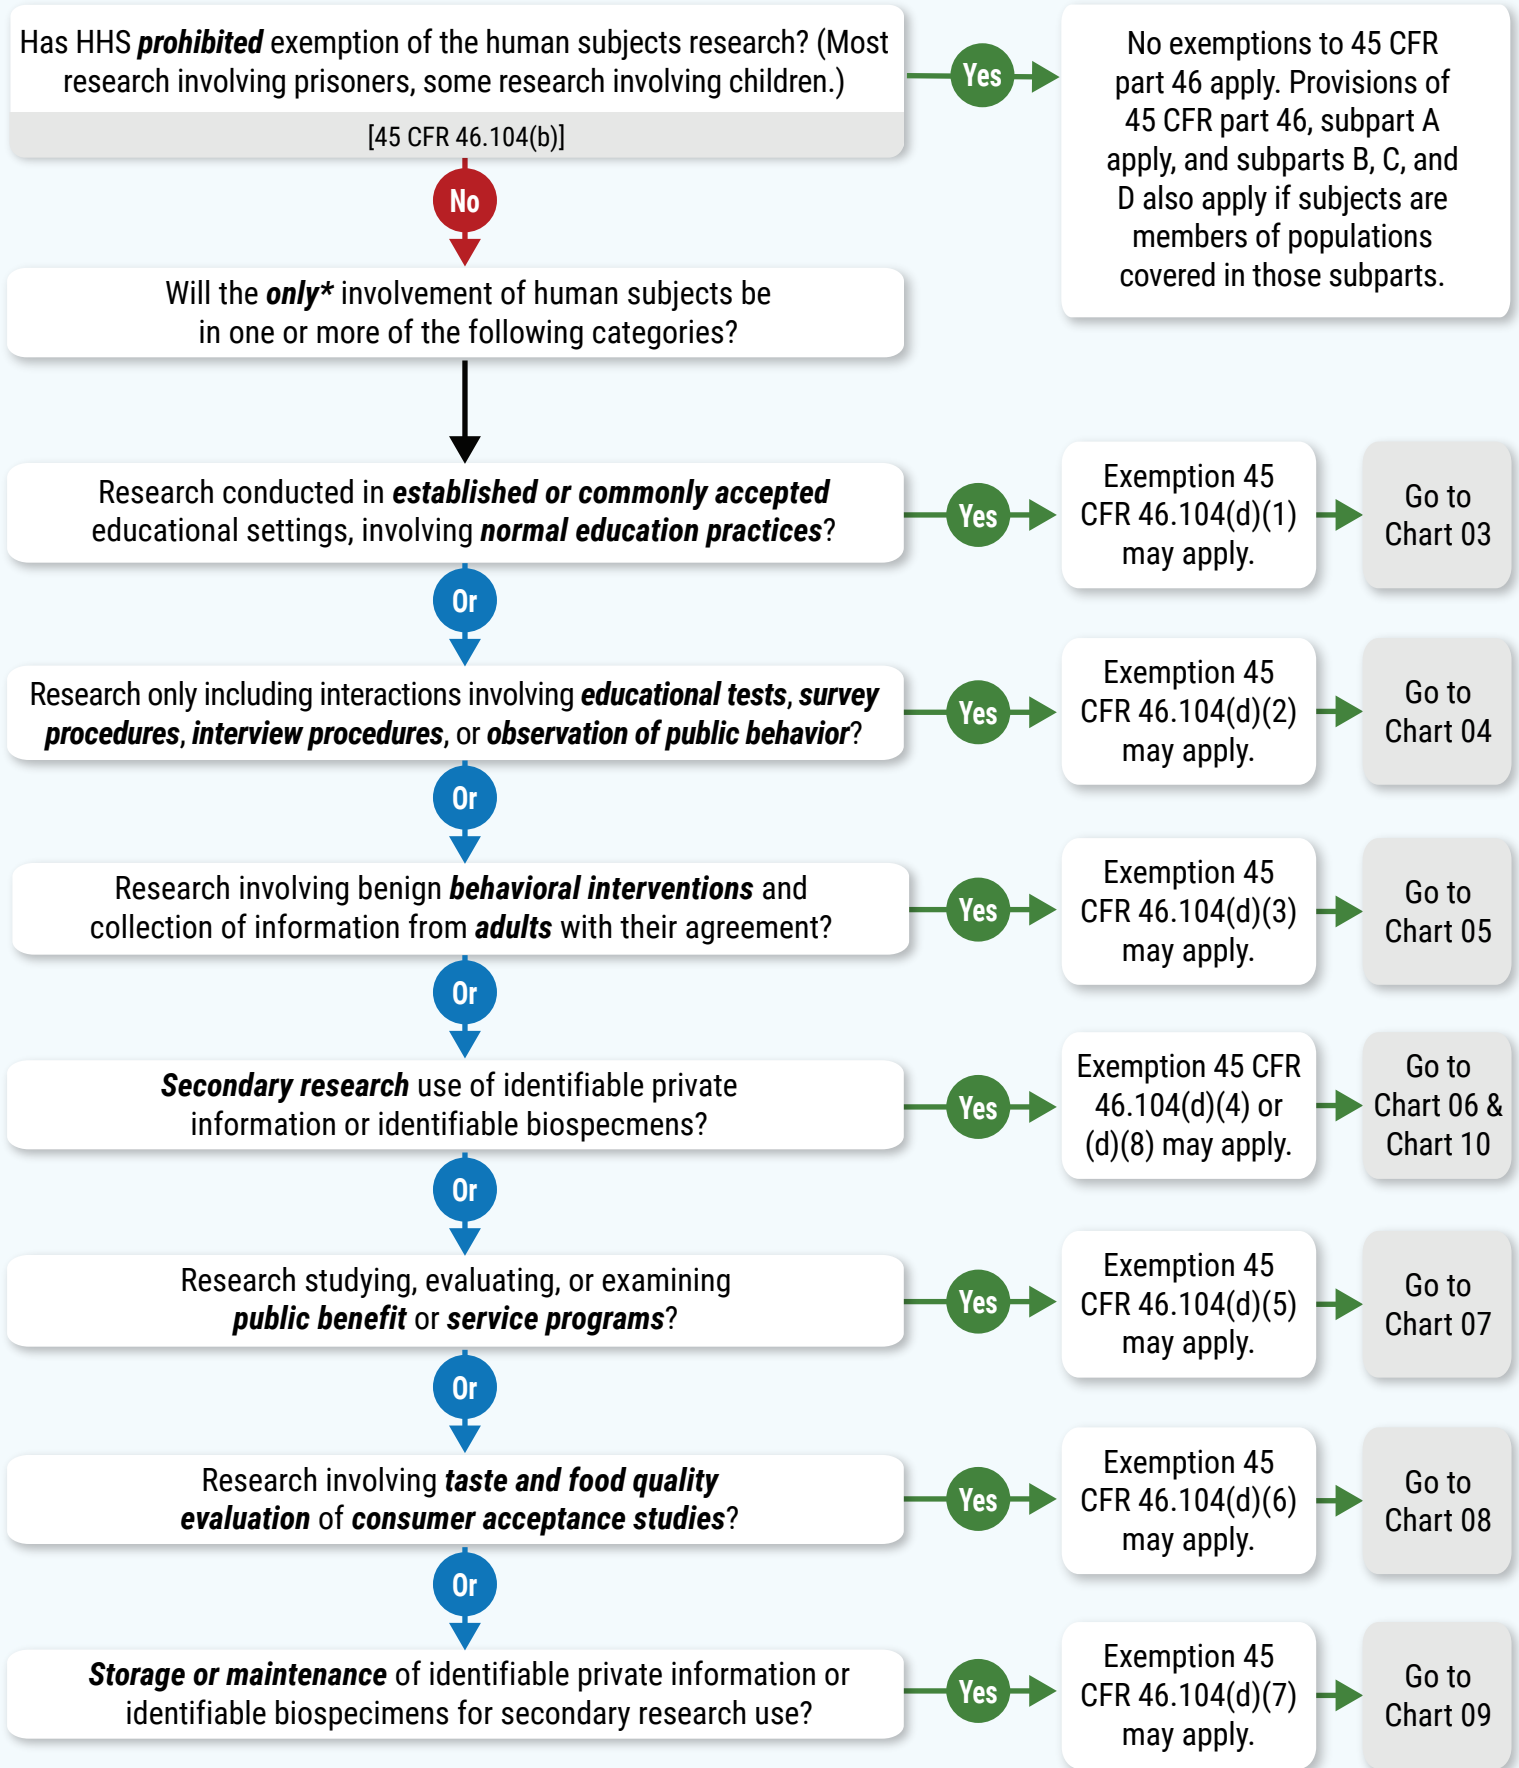 Has HHS prohibited exemption of the human subjects research? (Most
research involving prisoners, some research involving children.)
[45 CFR 46.104(b)]
Yes
No exemptions to 45 CFR
part 46 apply. Provisions of
45 CFR part 46, subpart A
apply, and subparts B, C, and
D also apply if subjects are
members of populations
covered in those subparts.
No
Will the only* involvement of human subjects be
in one or more of the following categories?
Research conducted in established or commonly accepted
educational settings, involving normal education practices?
Yes
Exemption 45
CFR 46.104(d)(1)
may apply.
Go to
Chart 03
Or
Research only including interactions involving educational tests, survey
procedures, interview procedures, or observation of public behavior?
Yes
Exemption 45
CFR 46.104(d)(2)
may apply.
Go to
Chart 04
Or
Research involving benign behavioral interventions and
collection of information from adults with their agreement?
Yes
Exemption 45
CFR 46.104(d)(3)
may apply.
Go to
Chart 05
Or
Secondary research use of identifiable private
information or identifiable biospecmens?
Yes
Exemption 45 CFR
46.104(d)(4) or
(d)(8) may apply.
Go to
Chart 06 &
Chart 10
Or
Research studying, evaluating, or examining
public benefit or service programs?
Yes
Exemption 45
CFR 46.104(d)(5)
may apply.
Go to
Chart 07
Or
Research involving taste and food quality
evaluation of consumer acceptance studies?
Yes
Exemption 45
CFR 46.104(d)(6)
may apply.
Go to
Chart 08
Or
Storage or maintenance of identifiable private information or
identifiable biospecimens for secondary research use?
Yes
Exemption 45
CFR 46.104(d)(7)
may apply.
Go to
Chart 09